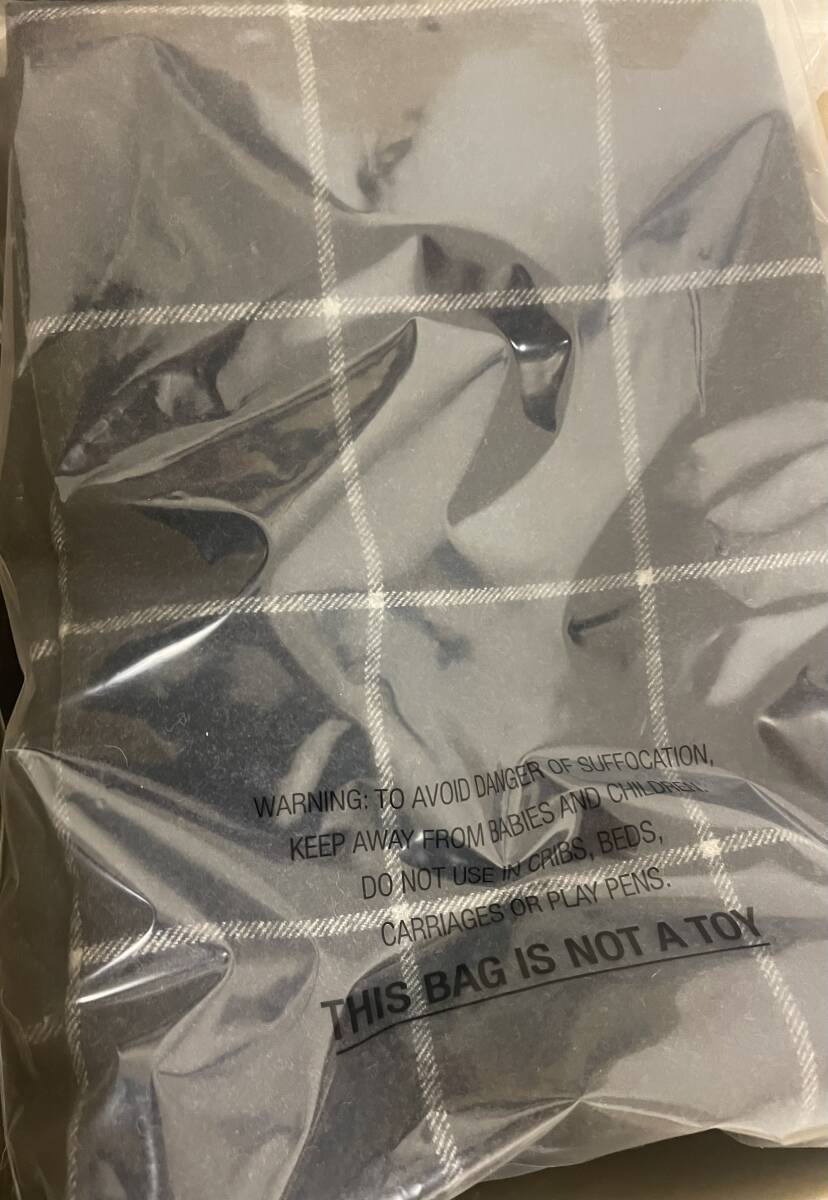 WARNING: TO AVOID DANGER OF SUFFOCATION,
KEEP AWAY FROM BABIES AND CHILDREN.
DO NOT USE IN CRIBS, BEDS,
CARRIAGES OR PLAY PENS.
THIS BAG IS NOT A TOY